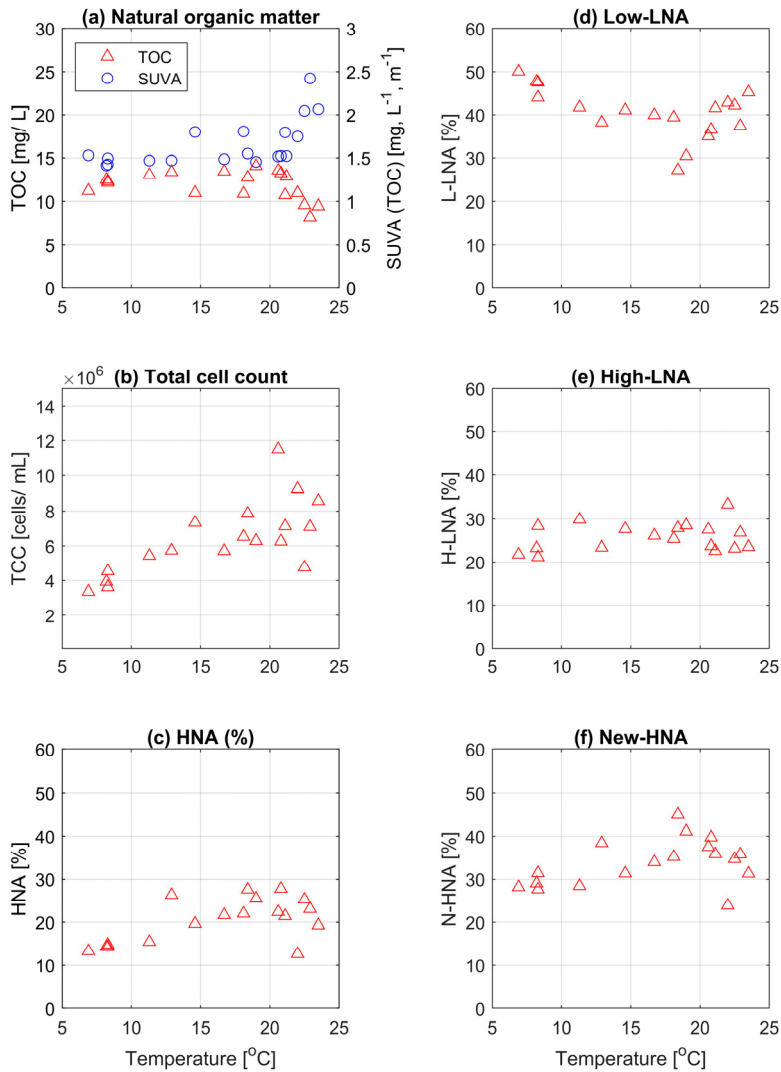 (a) Natural organic matter
TOC
SUVA
30
25
20
15
10
5
0
TOC [mg/ L]
3
2.5
2
1.5
1
0.5
0
SUVA (TOC) [mg, L⁻¹, m⁻¹]
5 10 15 20 25
(d) Low-LNA
60
50
40
30
20
10
0
L-LNA [%]
5 10 15 20 25
×10⁶
(b) Total cell count
14
12
10
8
6
4
2
TCC [cells/ mL]
5 10 15 20 25
(e) High-LNA
60
50
40
30
20
10
0
H-LNA [%]
5 10 15 20 25
(c) HNA (%)
60
50
40
30
20
10
0
HNA [%]
5 10 15 20 25
Temperature [°C]
(f) New-HNA
60
50
40
30
20
10
0
N-HNA [%]
5 10 15 20 25
Temperature [°C]